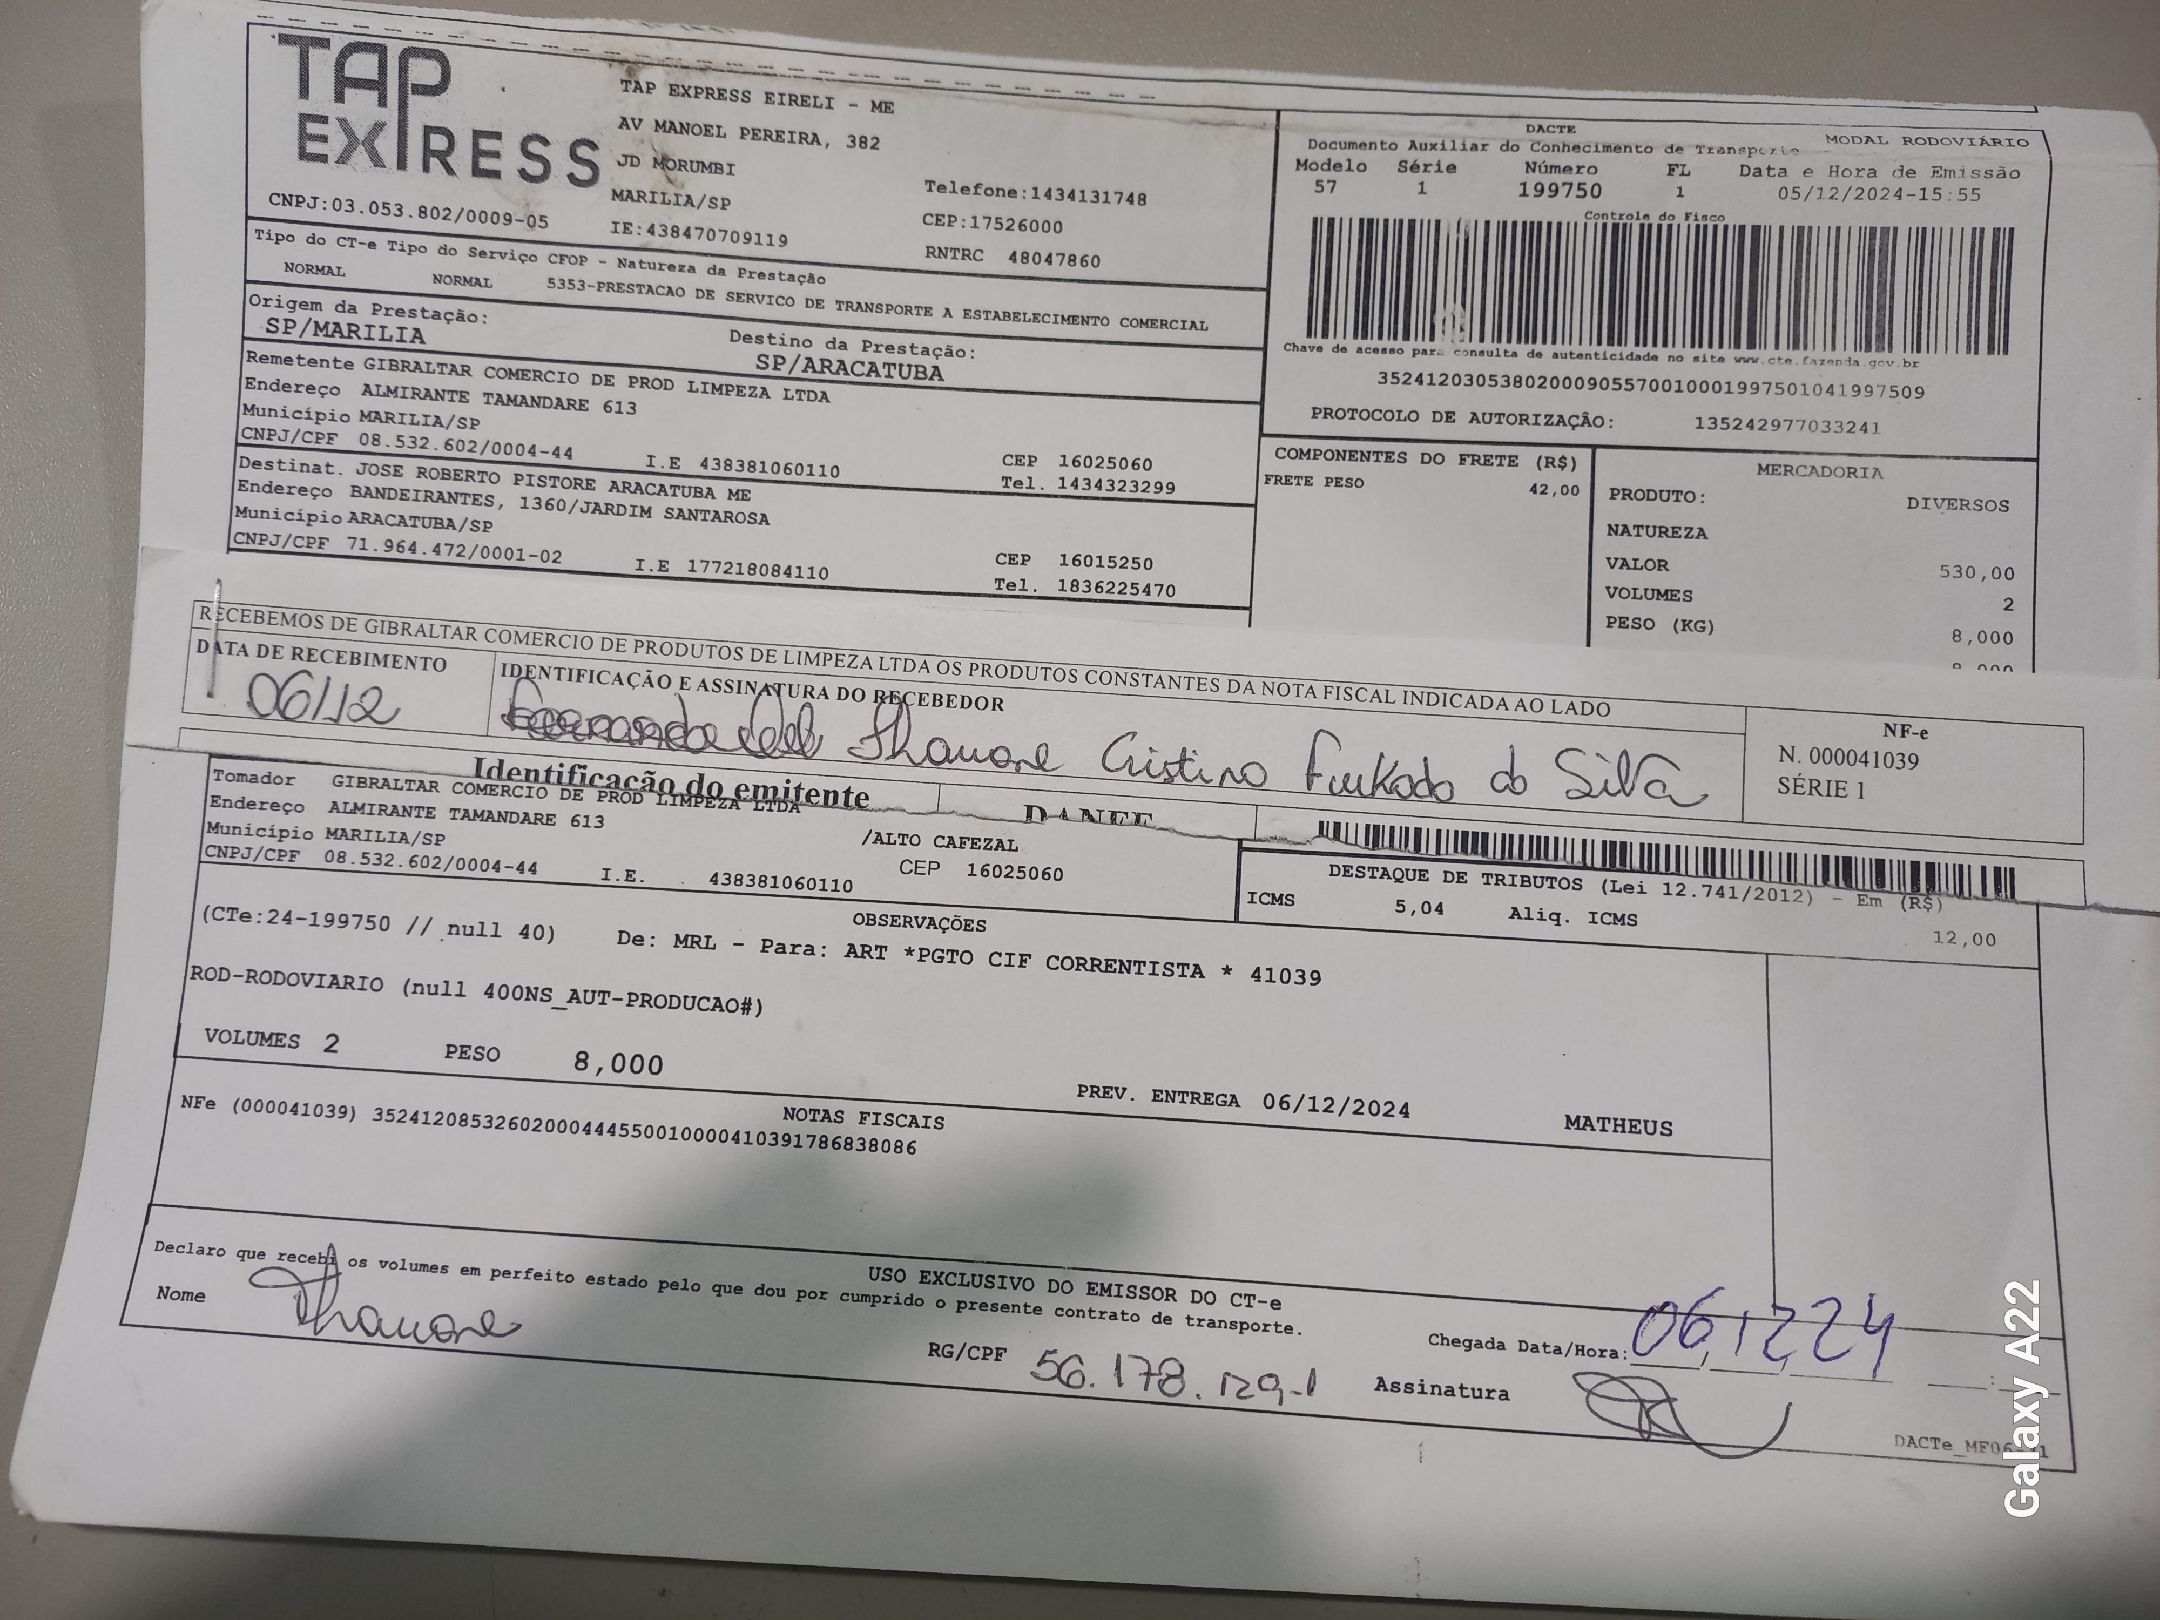 TAP
EXPRESS
CNPJ:03.053.802/0009-05
TAP EXPRESS EIRELI - ME
AV MANOEL PEREIRA, 382
JD MORUMBI
MARILIA/SP
IE:438470709119
Telefone:1434131748
CEP:17526000
RNTRC 48047860
DACTE
Documento Auxiliar do Conhecimento de Transporte
MODAL RODOVIÁRIO
Modelo Série Número FL Data e Hora de Emissão
57 1 199750 1 05/12/2024-15:55
Controle do Fisco
Chave de acesso para consulta de autenticidade no site www.cte.fazenda.gov.br
35241203053802000905570010001997501041997509
PROTOCOLO DE AUTORIZAÇÃO: 135242977033241
Tipo do CT-e Tipo do Serviço CFOP - Natureza da Prestação
NORMAL NORMAL 5353-PRESTACAO DE SERVICO DE TRANSPORTE A ESTABELECIMENTO COMERCIAL
Origem da Prestação:
SP/MARILIA
Destino da Prestação:
SP/ARACATUBA
Remetente GIBRALTAR COMERCIO DE PROD LIMPEZA LTDA
Endereço ALMIRANTE TAMANDARE 613
Município MARILIA/SP
CNPJ/CPF 08.532.602/0004-44 I.E 438381060110
CEP 16025060
Tel. 1434323299
Destinat. JOSE ROBERTO PISTORE ARACATUBA ME
Endereço BANDEIRANTES, 1360/JARDIM SANTAROSA
Município ARACATUBA/SP
CNPJ/CPF 71.964.472/0001-02 I.E 177218084110
CEP 16015250
Tel. 1836225470
COMPONENTES DO FRETE (R$)
FRETE PESO 42,00
MERCADORIA
PRODUTO: DIVERSOS
NATUREZA
VALOR 530,00
VOLUMES 2
PESO (KG) 8,000
RECEBEMOS DE GIBRALTAR COMERCIO DE PRODUTOS DE LIMPEZA LTDA OS PRODUTOS CONSTANTES DA NOTA FISCAL INDICADA AO LADO
DATA DE RECEBIMENTO
06/12
IDENTIFICAÇÃO E ASSINATURA DO RECEBEDOR
Cristina Furkado da Silva
NF-e
N. 000041039
SÉRIE 1
Identificação do emitente
DANFE
Tomador GIBRALTAR COMERCIO DE PROD LIMPEZA LTDA
Endereço ALMIRANTE TAMANDARE 613
/ALTO CAFEZAL
Município MARILIA/SP
CEP 16025060
CNPJ/CPF 08.532.602/0004-44 I.E. 438381060110
DESTAQUE DE TRIBUTOS (Lei 12.741/2012) - Em (R$)
ICMS 5,04 Aliq. ICMS 12,00
OBSERVAÇÕES
(CTe:24-199750 // null 40) De: MRL - Para: ART *PGTO CIF CORRENTISTA * 41039
ROD-RODOVIARIO (null 400NS_AUT-PRODUCAO#)
VOLUMES 2 PESO 8,000
PREV. ENTREGA 06/12/2024 MATHEUS
NOTAS FISCAIS
NFe (000041039) 35241208532602000444550010000410391786838086
USO EXCLUSIVO DO EMISSOR DO CT-e
Declaro que recebi os volumes em perfeito estado pelo que dou por cumprido o presente contrato de transporte.
Nome
RG/CPF 56.178.129-1
Chegada Data/Hora: 06 12 24
Assinatura
Galaxy A22